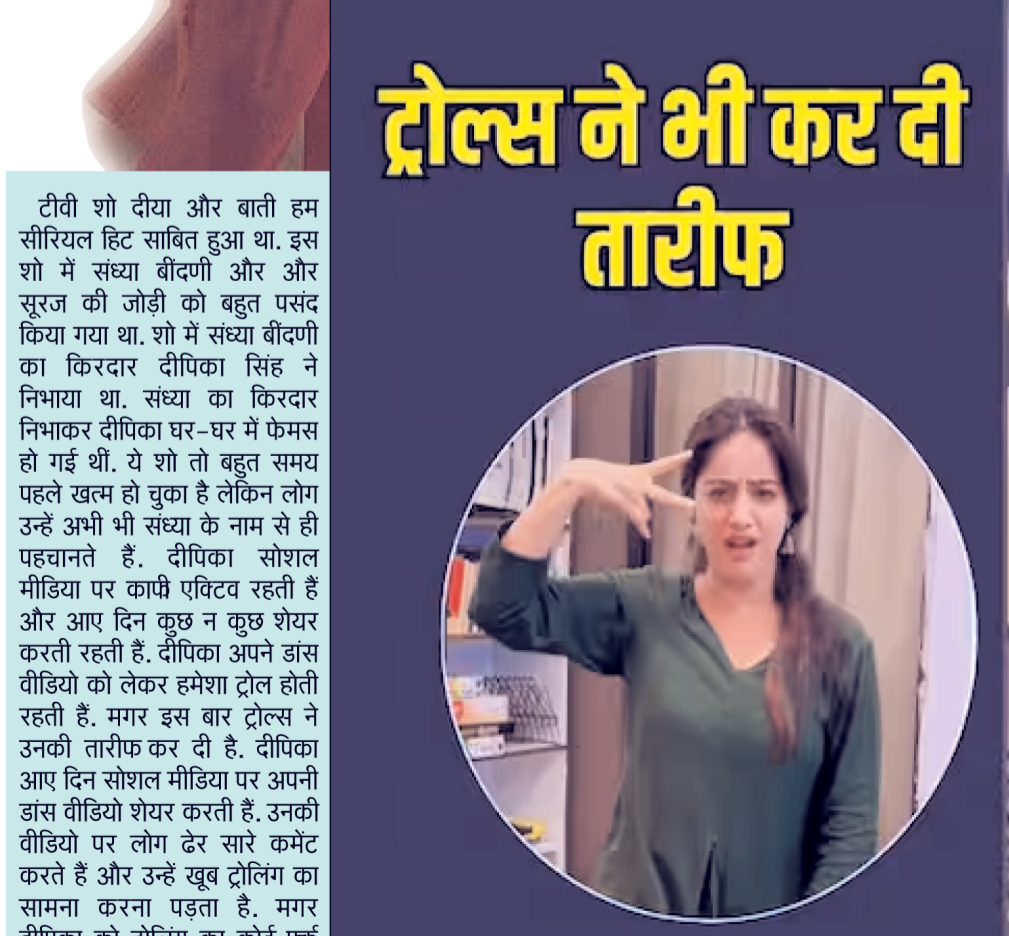 ट्रोल्स ने भी कर दी
तारीफ
टीवी शो दीया और बाती हम
सीरियल हिट साबित हुआ था. इस
शो में संध्या बींदणी और और
सूरज की जोड़ी को बहुत पसंद
किया गया था. शो में संध्या बींदणी
का किरदार दीपिका सिंह ने
निभाया था. संध्या का किरदार
निभाकर दीपिका घर-घर में फेमस
हो गई थीं. ये शो तो बहुत समय
पहले खत्म हो चुका है लेकिन लोग
उन्हें अभी भी संध्या के नाम से ही
पहचानते हैं. दीपिका सोशल
मीडिया पर काफी एक्टिव रहती हैं
और आए दिन कुछ न कुछ शेयर
करती रहती हैं. दीपिका अपने डांस
वीडियो को लेकर हमेशा ट्रोल होती
रहती हैं. मगर इस बार ट्रोल्स ने
उनकी तारीफ कर दी है. दीपिका
आए दिन सोशल मीडिया पर अपनी
डांस वीडियो शेयर करती हैं. उनकी
वीडियो पर लोग ढेर सारे कमेंट
करते हैं और उन्हें खूब ट्रोलिंग का
सामना करना पड़ता है. मगर